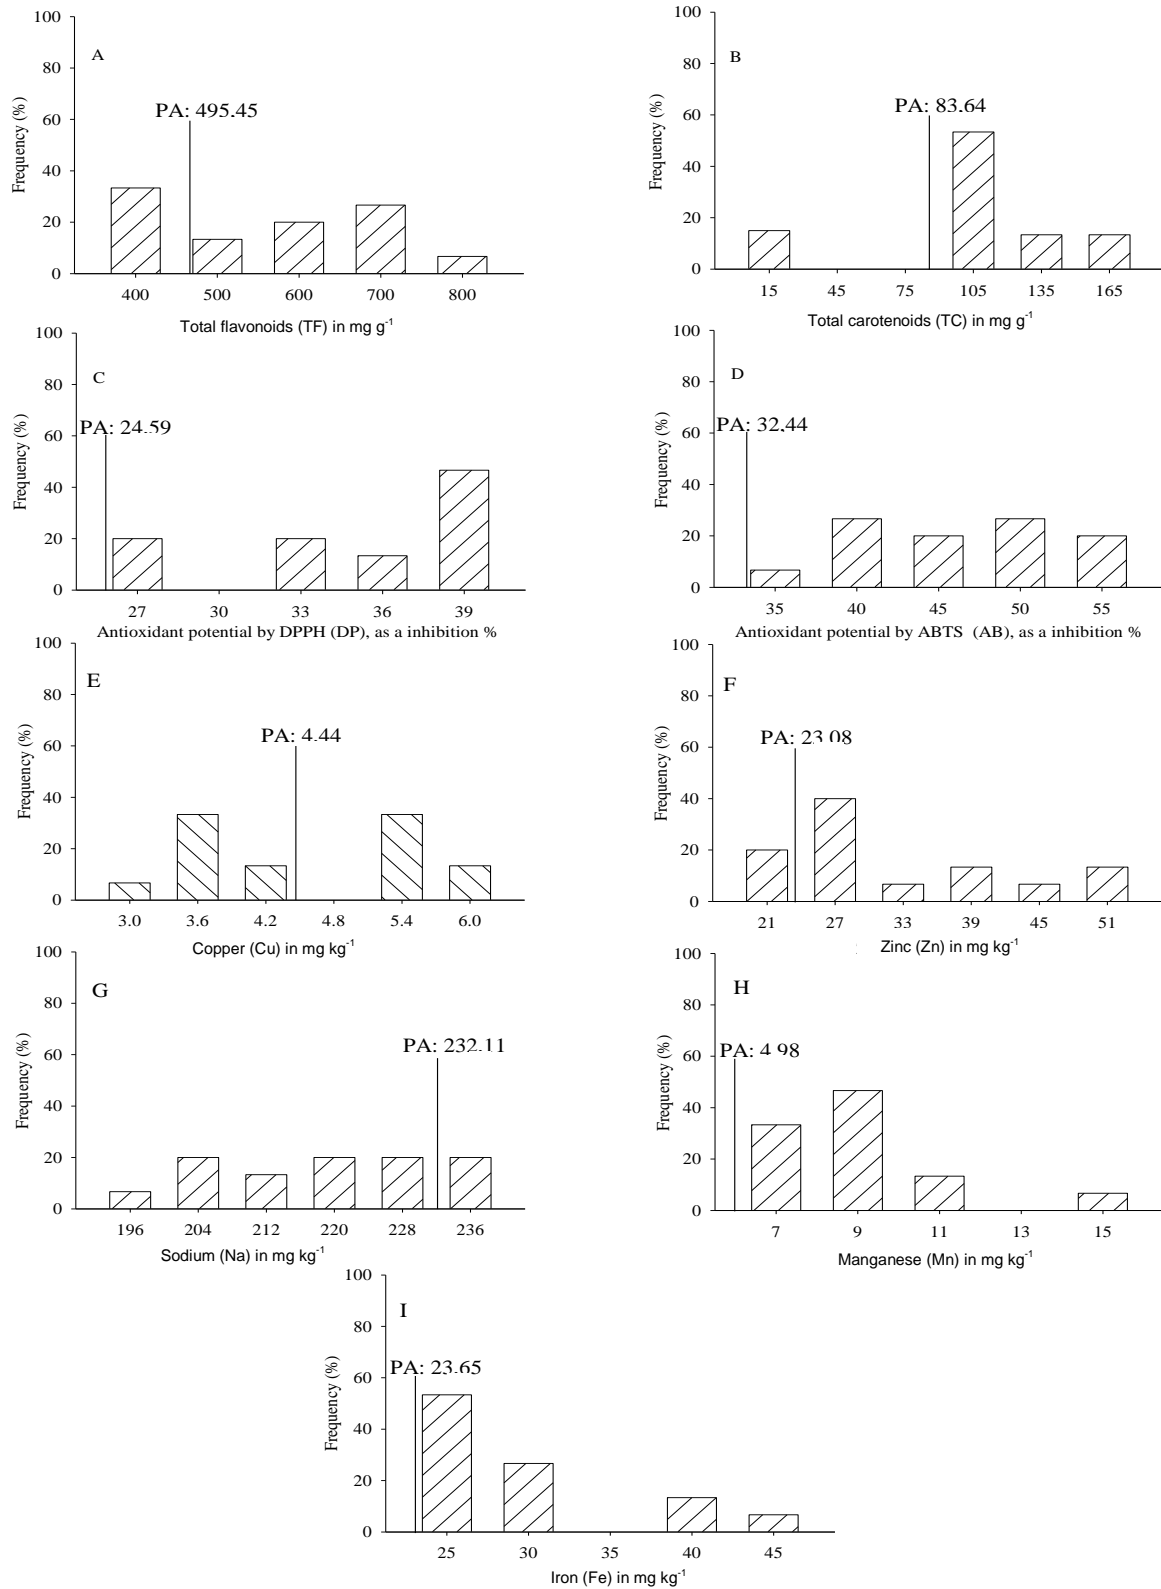 A
PA: 495.45
Frequency (%)
100
80
60
40
20
0
400 500 600 700 800
Total flavonoids (TF) in mg g-1
B
PA: 83.64
Frequency (%)
100
80
60
40
20
0
15 45 75 105 135 165
Total carotenoids (TC) in mg g-1
C
PA: 24.59
Frequency (%)
100
80
60
40
20
0
27 30 33 36 39
Antioxidant potential by DPPH (DP), as a inhibition %
D
PA: 32.44
Frequency (%)
100
80
60
40
20
0
35 40 45 50 55
Antioxidant potential by ABTS (AB), as a inhibition %
E
PA: 4.44
Frequency (%)
100
80
60
40
20
0
3.0 3.6 4.2 4.8 5.4 6.0
Copper (Cu) in mg kg-1
F
PA: 23.08
Frequency (%)
100
80
60
40
20
0
21 27 33 39 45 51
Zinc (Zn) in mg kg-1
G
PA: 232.11
Frequency (%)
100
80
60
40
20
0
196 204 212 220 228 236
Sodium (Na) in mg kg-1
H
PA: 4.98
Frequency (%)
100
80
60
40
20
0
7 9 11 13 15
Manganese (Mn) in mg kg-1
I
PA: 23.65
Frequency (%)
100
80
60
40
20
0
25 30 35 40 45
Iron (Fe) in mg kg-1